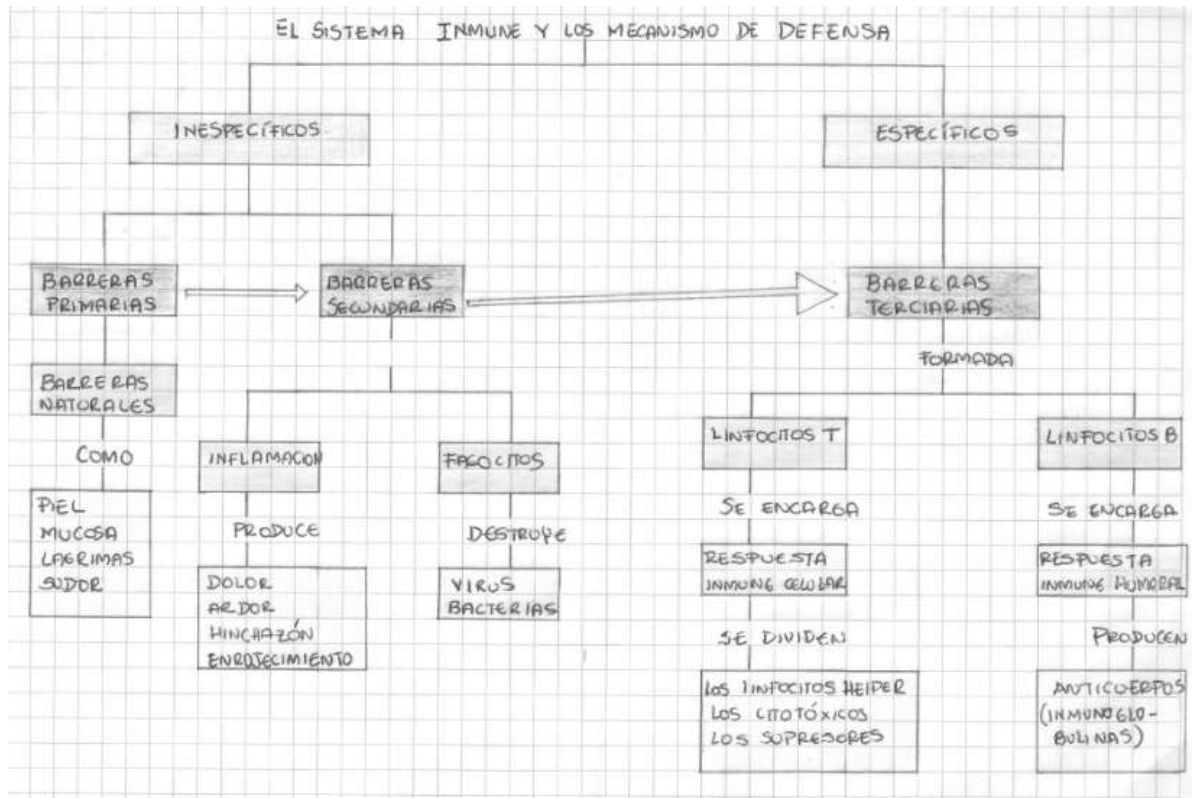 EL SISTEMA INMUNE Y LOS MECANISMO DE DEFENSA
INESPECÍFICOS
ESPECÍFICOS
BARRERAS
PRIMARIAS
BARRERAS
SECUNDARIAS
BARRERAS
TERCIARIAS
FORMADA
BARRERAS
NATURALES
COMO
PIEL
MUCOSA
LAGRIMAS
SUDOR
INFLAMACION
PRODUCE
DOLOR
ARDOR
HINCHAZÓN
ENROJECIMIENTO
FAGOCITOS
DESTRUYE
VIRUS
BACTERIAS
LINFOCITOS T
SE ENCARGA
RESPUESTA
INMUNE CELULAR
SE DIVIDEN
LOS LINFOCITOS HELPER
LOS CITOTÓXICOS
LOS SUPRESORES
LINFOCITOS B
SE ENCARGA
RESPUESTA
INMUNE HUMORAL
PRODUCEN
ANTICUERPOS
(INMUNOGLO-
BULINAS)